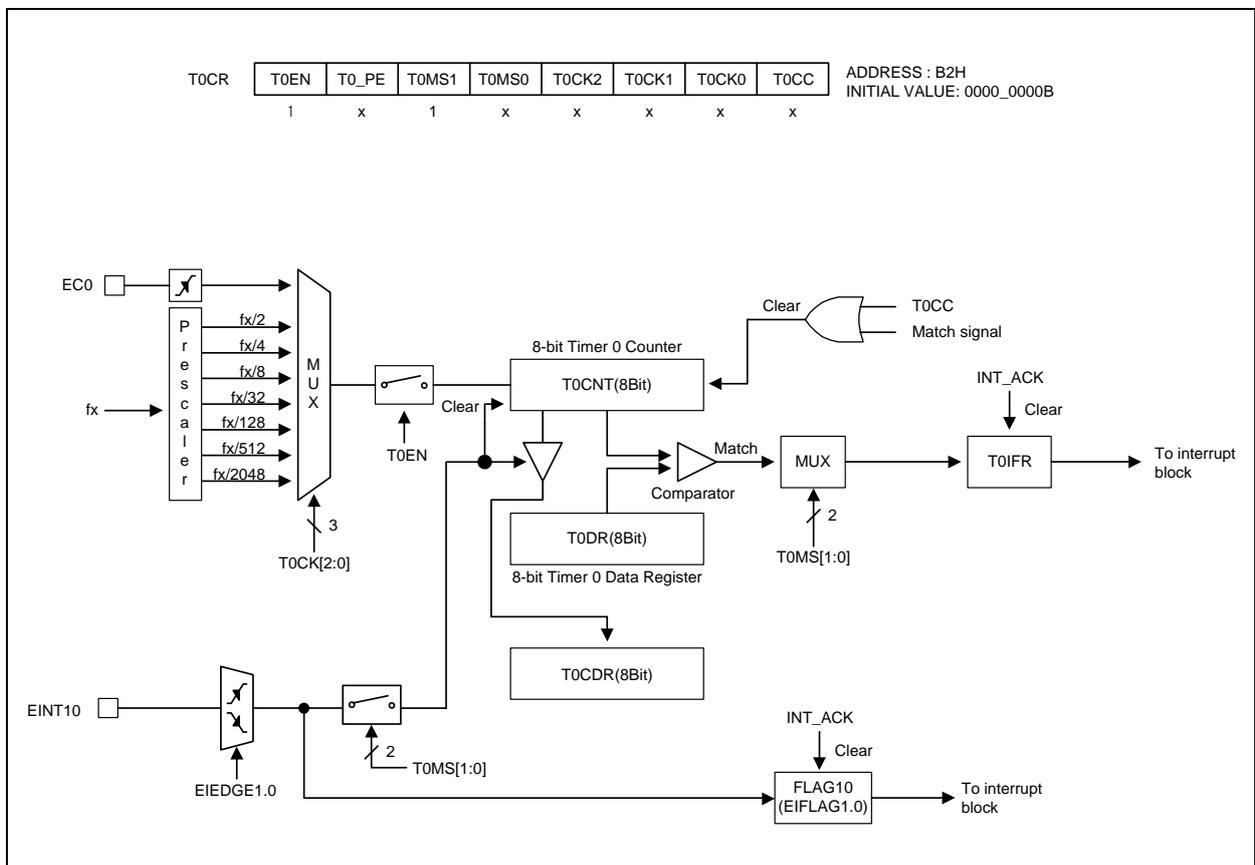 T0CR T0EN T0_PE T0MS1 T0MS0 T0CK2 T0CK1 T0CK0 T0CC ADDRESS : B2H
INITIAL VALUE: 0000_0000B
1 x 1 x x x x x
EC0
Prescaler
fx
fx/2
fx/4
fx/8
fx/32
fx/128
fx/512
fx/2048
MUX
3
T0CK[2:0]
T0EN
Clear
8-bit Timer 0 Counter
T0CNT(8Bit)
Clear
T0CC
Match signal
Match
Comparator
T0DR(8Bit)
8-bit Timer 0 Data Register
MUX
2
T0MS[1:0]
INT_ACK
Clear
T0IFR
To interrupt
block
T0CDR(8Bit)
EINT10
EIEDGE1.0
2
T0MS[1:0]
INT_ACK
Clear
FLAG10
(EIFLAG1.0)
To interrupt
block